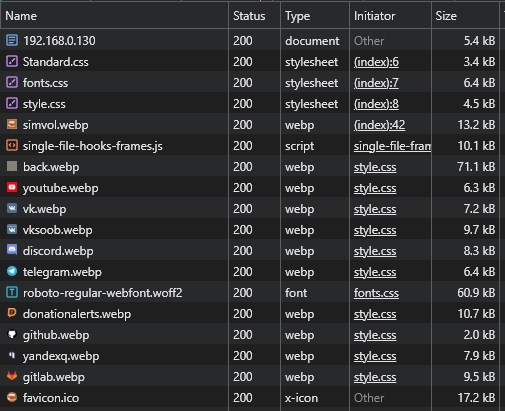 Name Status Type Initiator Size
192.168.0.130 200 document Other 5.4 kB
Standard.css 200 stylesheet (index):6 3.4 kB
fonts.css 200 stylesheet (index):7 6.4 kB
style.css 200 stylesheet (index):8 4.5 kB
simvol.webp 200 webp (index):42 13.2 kB
single-file-hooks-frames.js 200 script single-file-fram 10.1 kB
back.webp 200 webp style.css 71.1 kB
youtube.webp 200 webp style.css 6.3 kB
vk.webp 200 webp style.css 7.2 kB
vksoob.webp 200 webp style.css 9.7 kB
discord.webp 200 webp style.css 8.3 kB
telegram.webp 200 webp style.css 6.4 kB
roboto-regular-webfont.woff2 200 font fonts.css 60.9 kB
donationalerts.webp 200 webp style.css 10.7 kB
github.webp 200 webp style.css 2.0 kB
yandexq.webp 200 webp style.css 7.9 kB
gitlab.webp 200 webp style.css 9.5 kB
favicon.ico 200 x-icon Other 17.2 kB